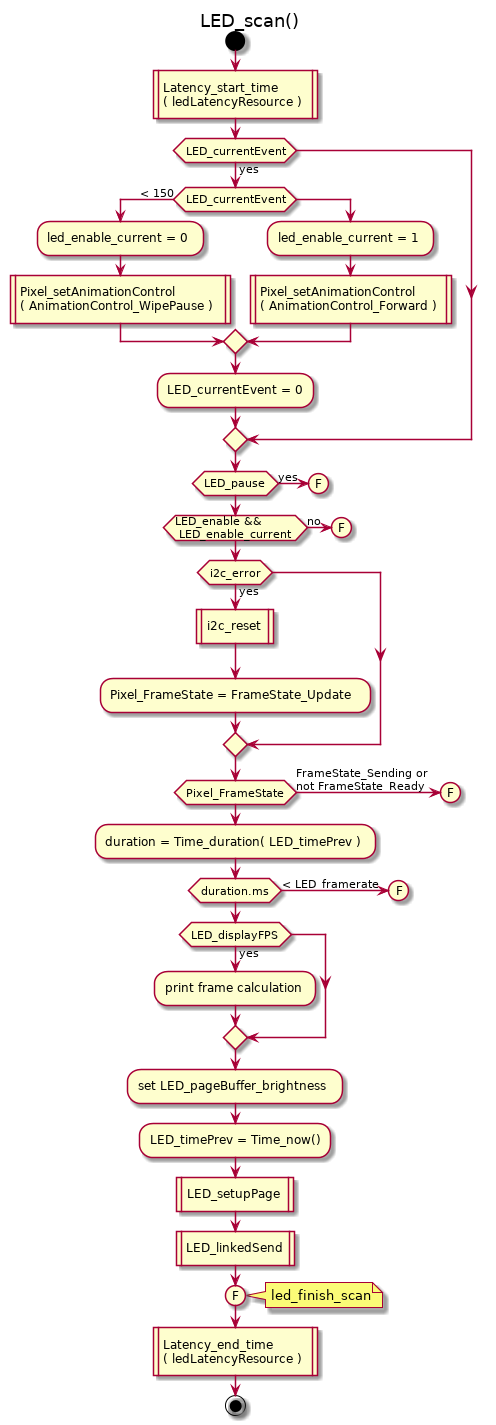 LED_scan()
Latency_start_time
( ledLatencyResource )
LED_currentEvent
yes
< 150
LED_currentEvent
led_enable_current = 0
led_enable_current = 1
Pixel_setAnimationControl
( AnimationControl_WipePause )
Pixel_setAnimationControl
( AnimationControl_Forward )
LED_currentEvent = 0
LED_pause
yes
F
LED_enable &&
LED_enable_current
no
F
i2c_error
yes
i2c_reset
Pixel_FrameState = FrameState_Update
Pixel_FrameState
FrameState_Sending or
not FrameState_Ready
F
duration = Time_duration( LED_timePrev )
duration.ms
< LED_framerate
F
LED_displayFPS
yes
print frame calculation
set LED_pageBuffer_brightness
LED_timePrev = Time_now()
LED_setupPage
LED_linkedSend
F
led_finish_scan
Latency_end_time
( ledLatencyResource )